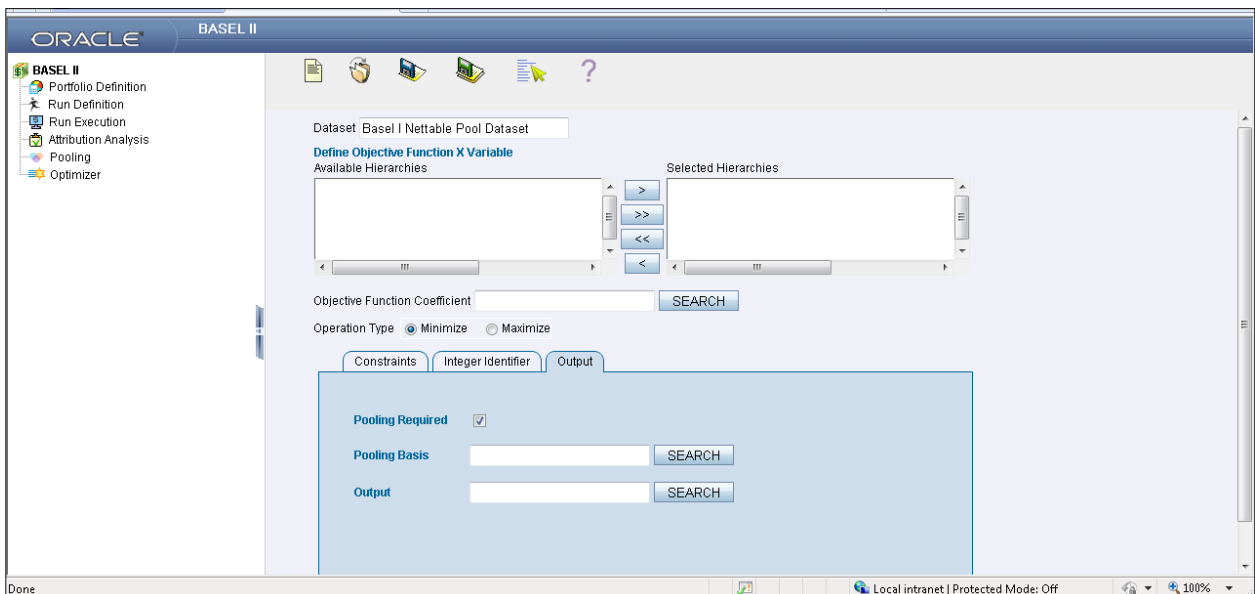 ORACLE
BASEL II
BASEL II
Portfolio Definition
Run Definition
Run Execution
Attribution Analysis
Pooling
Optimizer
?
Dataset Basel I Nettable Pool Dataset
Define Objective Function X Variable
Available Hierarchies
Selected Hierarchies
>
>>
<<
<
Objective Function Coefficient
SEARCH
Operation Type Minimize Maximize
Constraints Integer Identifier Output
Pooling Required
Pooling Basis
SEARCH
Output
SEARCH
Done
Local intranet | Protected Mode: Off
100%